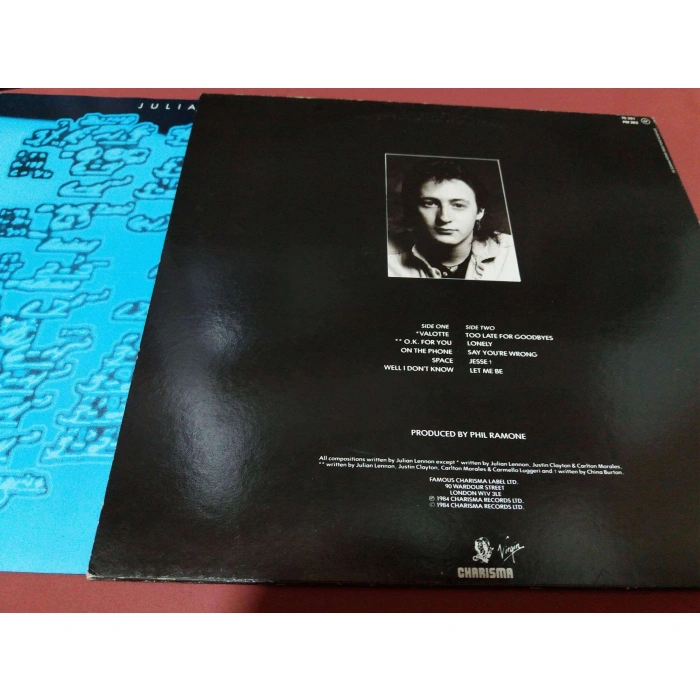 JULIA
SIDE ONE SIDE TWO
*VALOTTE TOO LATE FOR GOODBYES
** O.K. FOR YOU LONELY
ON THE PHONE SAY YOU'RE WRONG
SPACE JESSE †
WELL I DON'T KNOW LET ME BE
PRODUCED BY PHIL RAMONE
All compositions written by Julian Lennon except * written by Julian Lennon, Justin Clayton & Carlton Morales,
** written by Julian Lennon, Justin Clayton, Carlton Morales & Carmella Luggeri and † written by China Burton.
FAMOUS CHARISMA LABEL LTD.
90 WARDOUR STREET
LONDON W1V 3LE
℗ 1984 CHARISMA RECORDS LTD.
© 1984 CHARISMA RECORDS LTD.
Virgin
CHARISMA